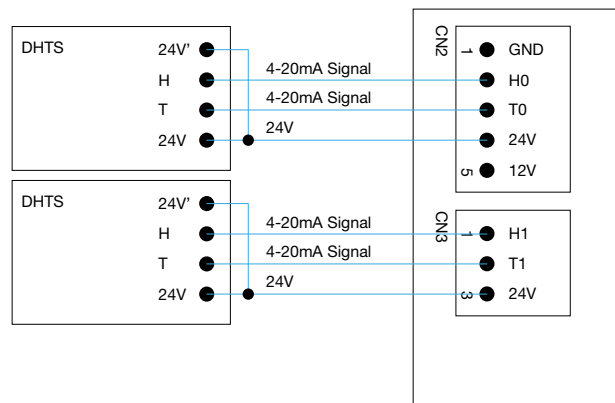 DHTS
24V'
H
T
24V
4-20mA Signal
4-20mA Signal
24V
CN2
1
GND
H0
T0
24V
5
12V
DHTS
24V'
H
T
24V
4-20mA Signal
4-20mA Signal
24V
CN3
1
H1
T1
3
24V